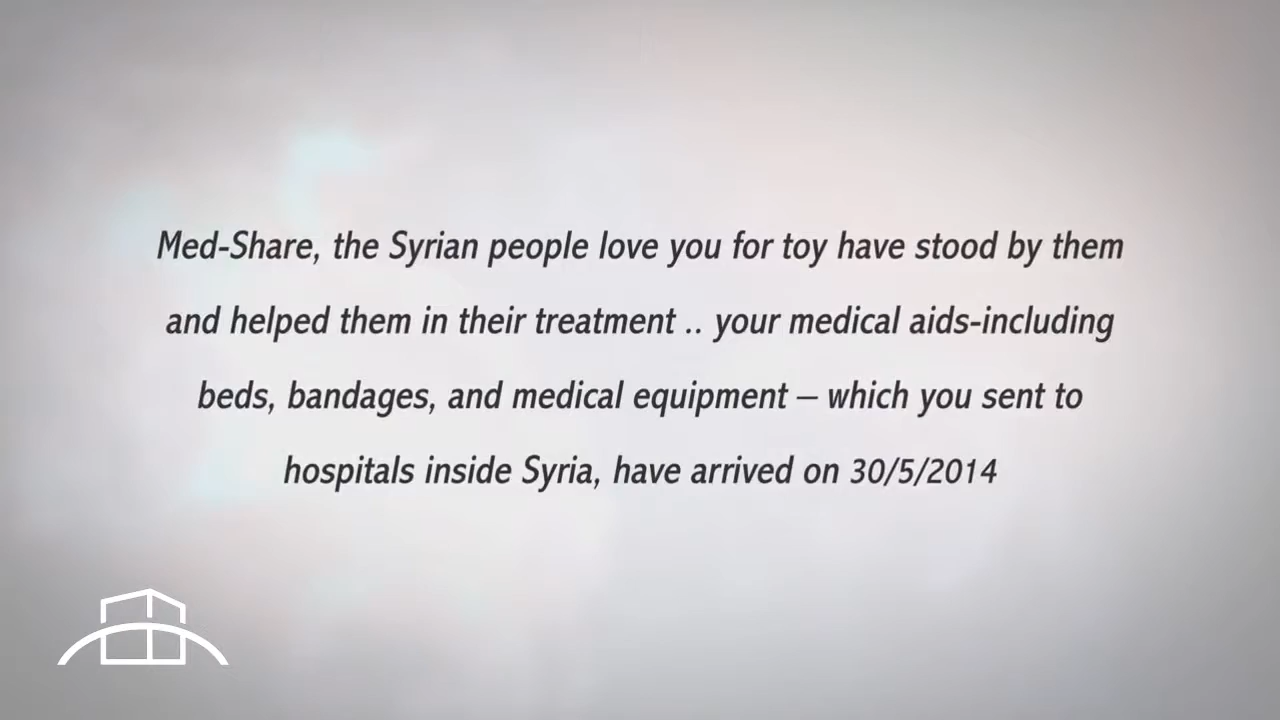 Med-Share, the Syrian people love you for toy have stood by them
and helped them in their treatment .. your medical aids-including
beds, bandages, and medical equipment – which you sent to
hospitals inside Syria, have arrived on 30/5/2014